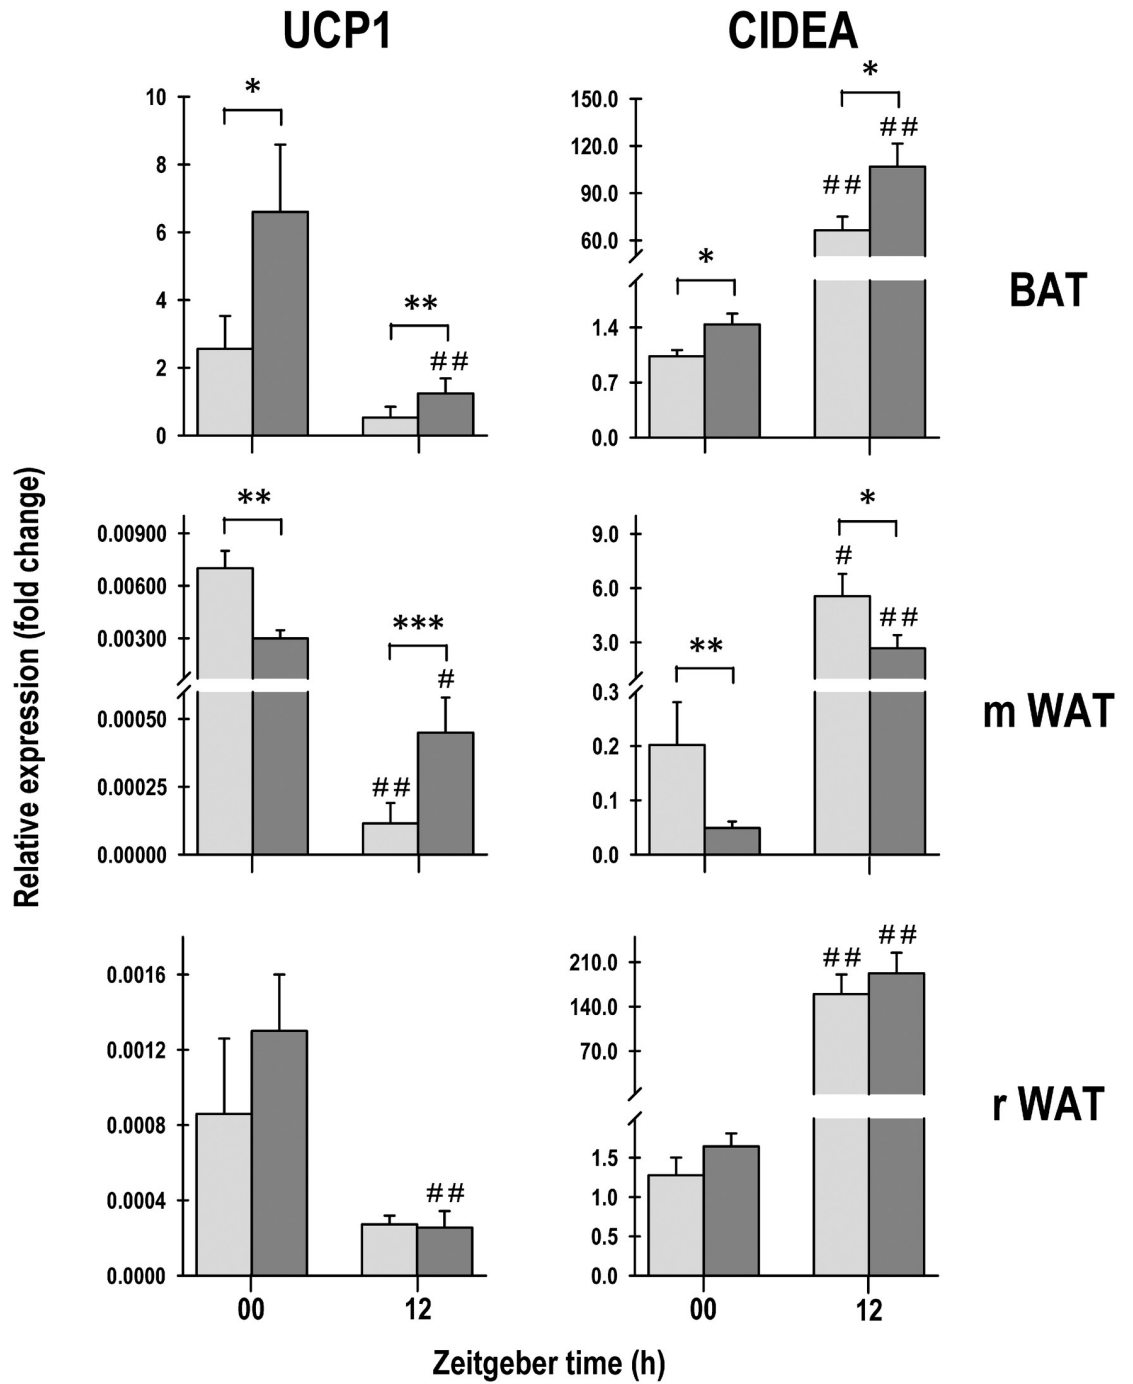 UCP1 CIDEA
* *
10 150.0
8 120.0 ## ##
6 90.0
4 60.0
* **
2 1.4 ##
0.7
0 0.0
BAT
Relative expression (fold change)
** *
0.00900 9.0
0.00600 6.0 #
0.00300 *** 3.0 ** ##
#
0.00050 0.3
0.2
0.00025 ## 0.1
0.00000 0.0
m WAT
## ##
0.0016 210.0
0.0012 140.0
0.0008 70.0
0.0004 ## 1.5
1.0
0.5
0.0000 0.0
r WAT
00 12 00 12
Zeitgeber time (h)